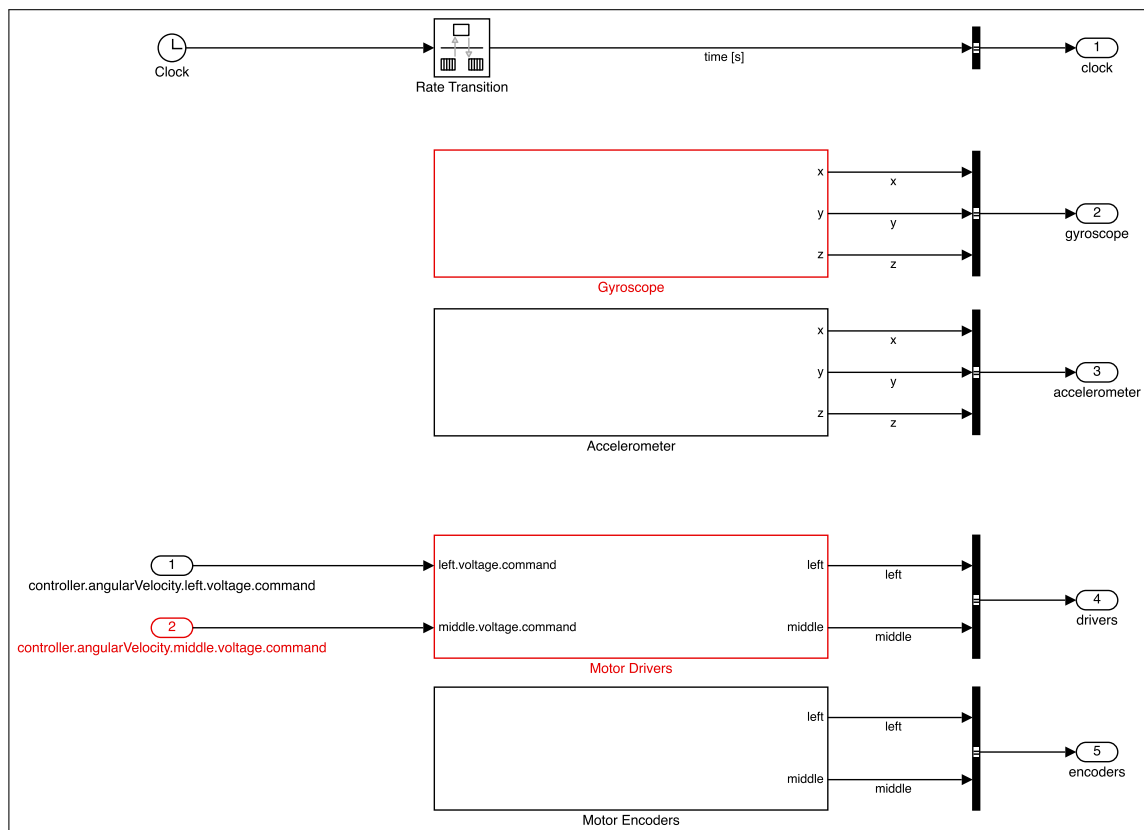 Clock
Rate Transition
time [s]
1
clock
x
x
y
y
z
z
2
gyroscope
Gyroscope
x
x
y
y
z
z
3
accelerometer
Accelerometer
1
controller.angularVelocity.left.voltage.command
2
controller.angularVelocity.middle.voltage.command
left.voltage.command
middle.voltage.command
left
left
middle
middle
4
drivers
Motor Drivers
left
left
middle
middle
5
encoders
Motor Encoders